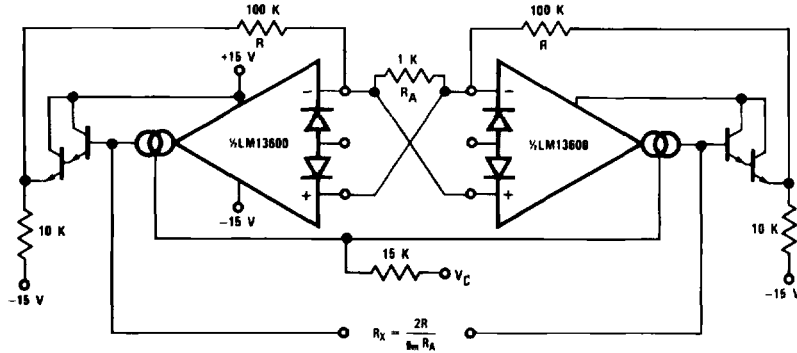 100 K
R
100 K
R
+15 V
1 K
R_A
−
−
½LM13600
½LM13600
+
+
−15 V
10 K
10 K
15 K
V_C
−15 V
−15 V
R_X = 2R / g_m R_A